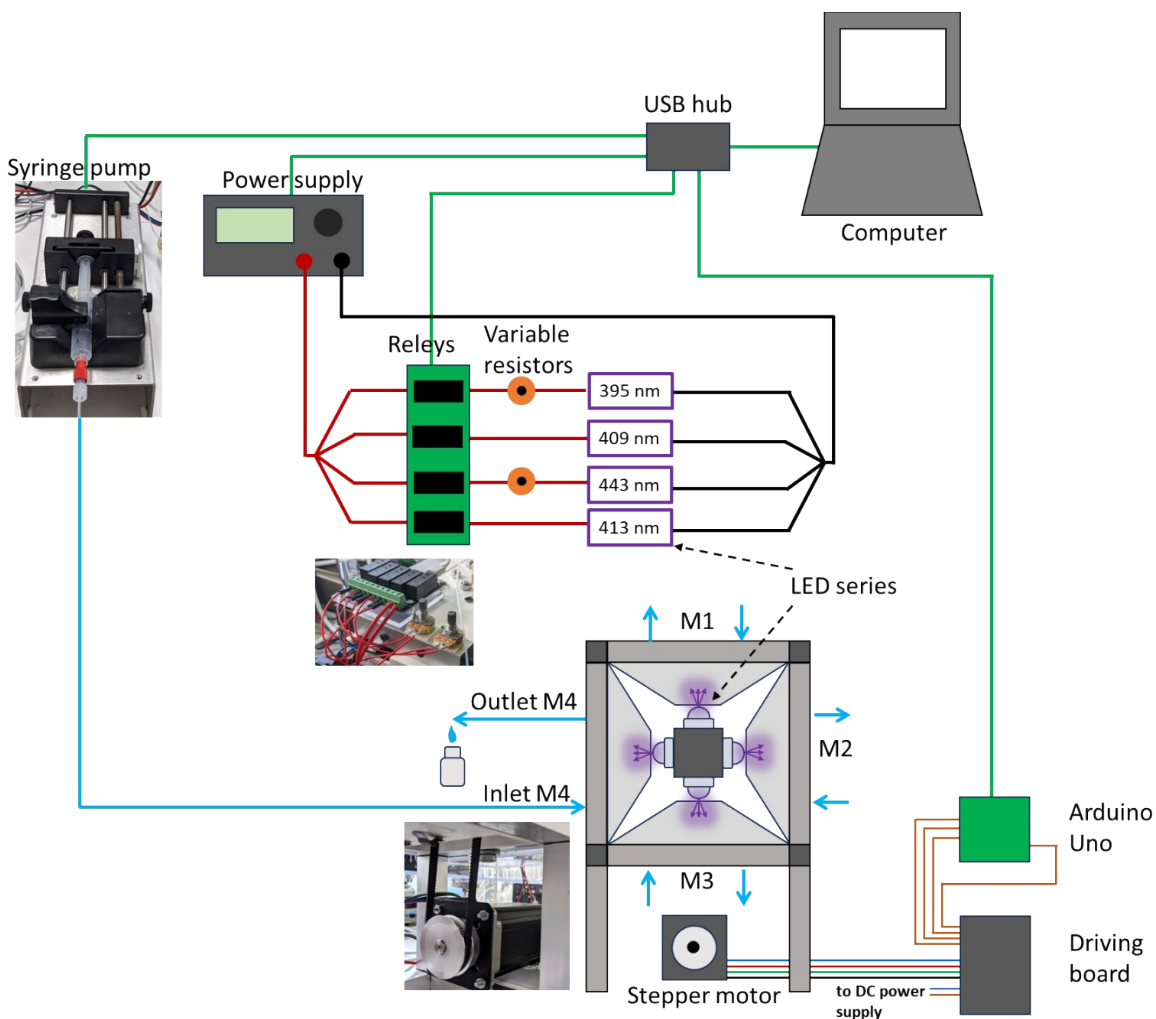 USB hub
Syringe pump
Power supply
Computer
Variable
resistors
Releys
395 nm
409 nm
443 nm
413 nm
LED series
M1
Outlet M4
M2
Inlet M4
Arduino
Uno
M3
Driving
board
Stepper motor
to DC power
supply